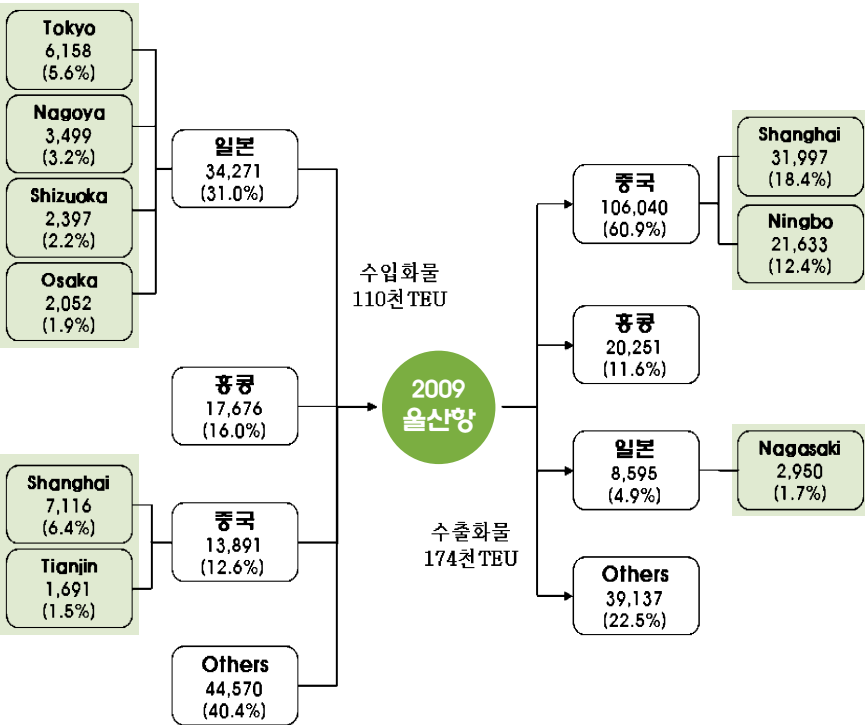 Tokyo
6,158
(5.6%)
Nagoya
3,499
(3.2%)
Shizuoka
2,397
(2.2%)
Osaka
2,052
(1.9%)
일본
34,271
(31.0%)
수입화물
110천TEU
홍콩
17,676
(16.0%)
Shanghai
7,116
(6.4%)
Tianjin
1,691
(1.5%)
중국
13,891
(12.6%)
Others
44,570
(40.4%)
2009
울산항
중국
106,040
(60.9%)
Shanghai
31,997
(18.4%)
Ningbo
21,633
(12.4%)
홍콩
20,251
(11.6%)
일본
8,595
(4.9%)
Nagasaki
2,950
(1.7%)
수출화물
174천TEU
Others
39,137
(22.5%)